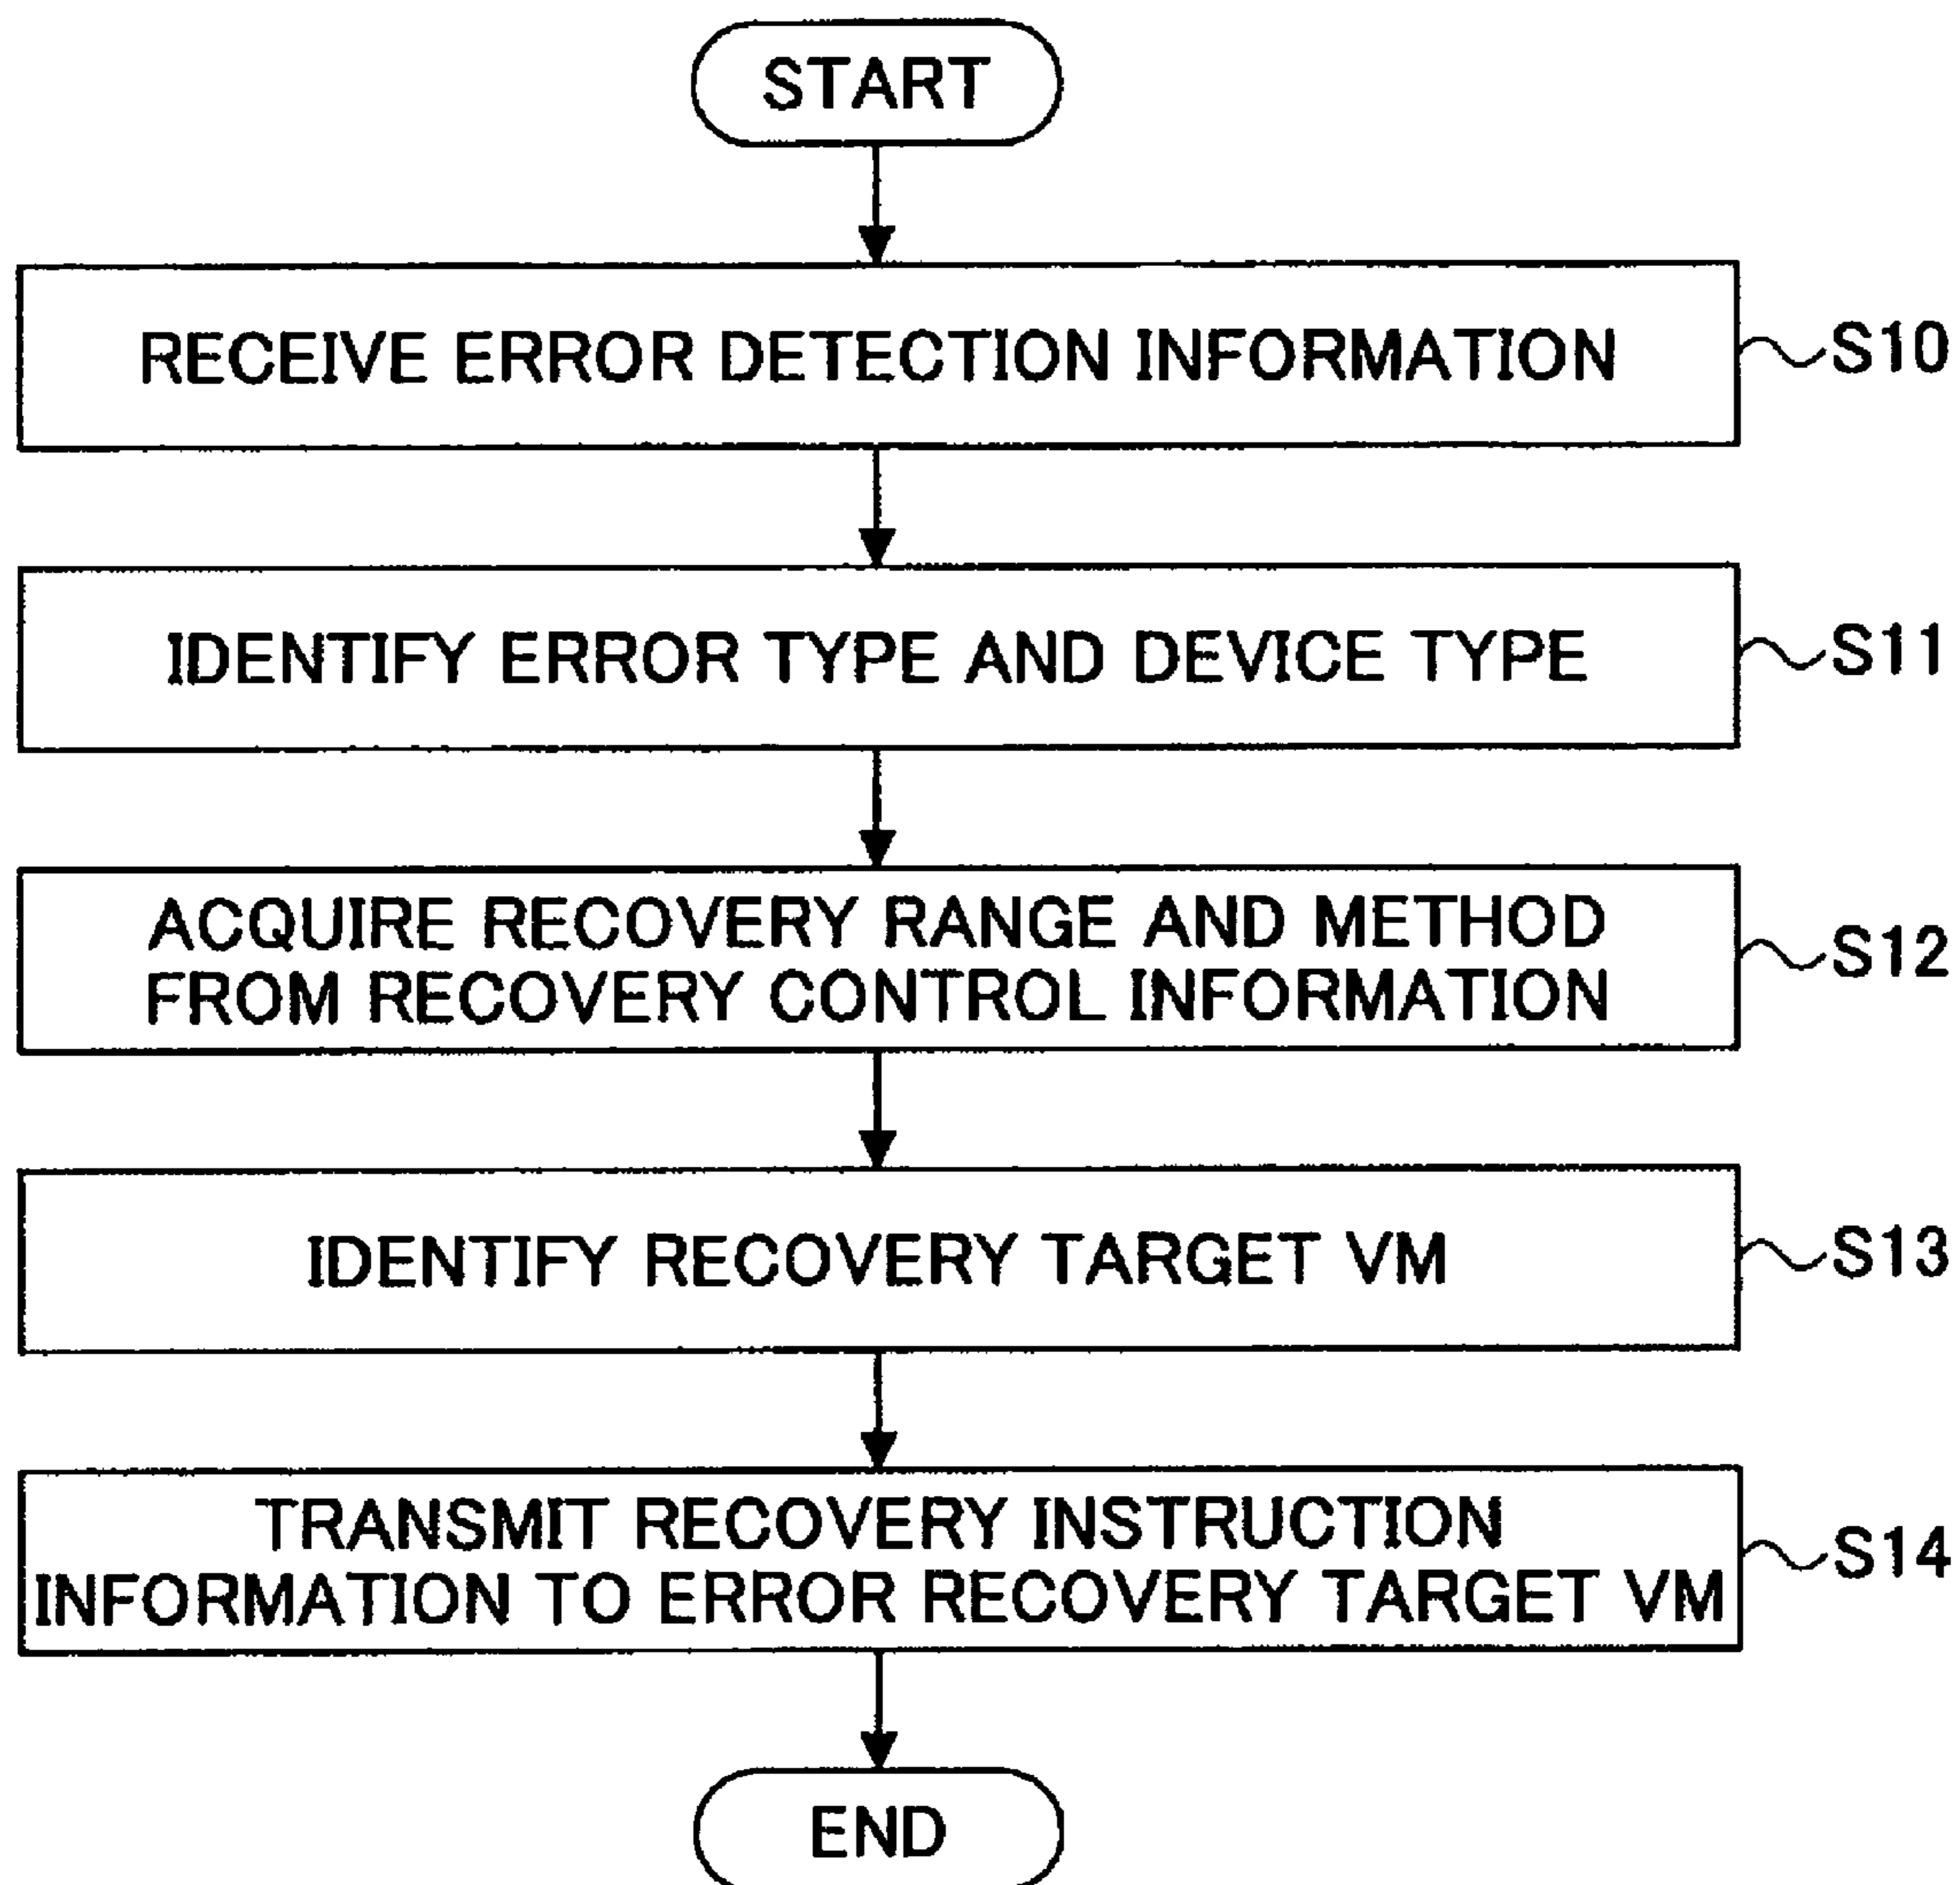 START
RECEIVE ERROR DETECTION INFORMATION
S10
IDENTIFY ERROR TYPE AND DEVICE TYPE
S11
ACQUIRE RECOVERY RANGE AND METHOD
FROM RECOVERY CONTROL INFORMATION
S12
IDENTIFY RECOVERY TARGET VM
S13
TRANSMIT RECOVERY INSTRUCTION
INFORMATION TO ERROR RECOVERY TARGET VM
S14
END